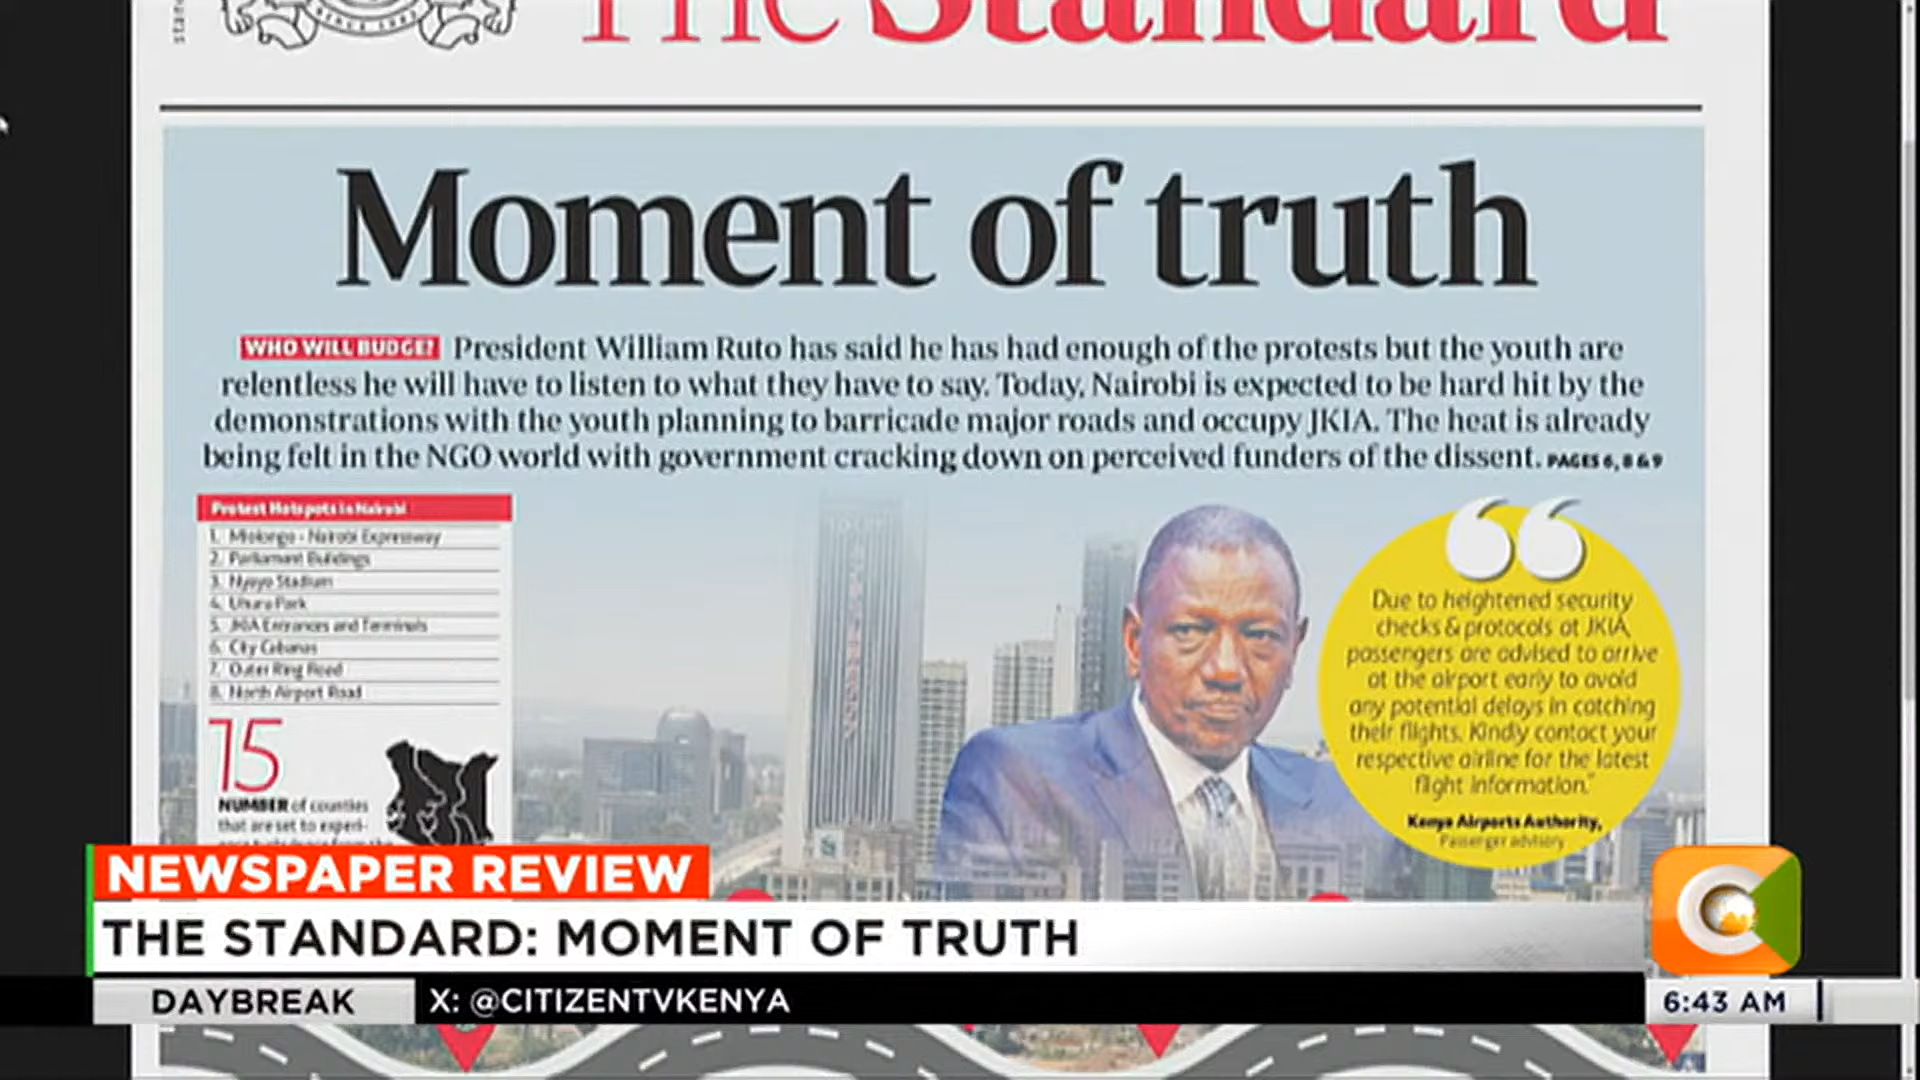 The Standard
Moment of truth
WHO WILL BUDGE? President William Ruto has said he has had enough of the protests but the youth are
relentless he will have to listen to what they have to say. Today, Nairobi is expected to be hard hit by the
demonstrations with the youth planning to barricade major roads and occupy JKIA. The heat is already
being felt in the NGO world with government cracking down on perceived funders of the dissent. PAGES 6, 8 & 9
Protest Hotspots in Nairobi
1. Mlolongo - Nairobi Expressway
2. Parliament Buildings
3. Nyayo Stadium
4. Uhuru Park
5. JKIA Entrances and Terminals
6. City Cabanas
7. Outer Ring Road
8. North Airport Road
15
NUMBER of counties
that are set to experi-
Due to heightened security
checks & protocols at JKIA,
passengers are advised to arrive
at the airport early to avoid
any potential delays in catching
their flights. Kindly contact your
respective airline for the latest
flight information."
Kenya Airports Authority,
Passenger advisory
NEWSPAPER REVIEW
THE STANDARD: MOMENT OF TRUTH
DAYBREAK
X: @CITIZENTVKENYA
6:43 AM